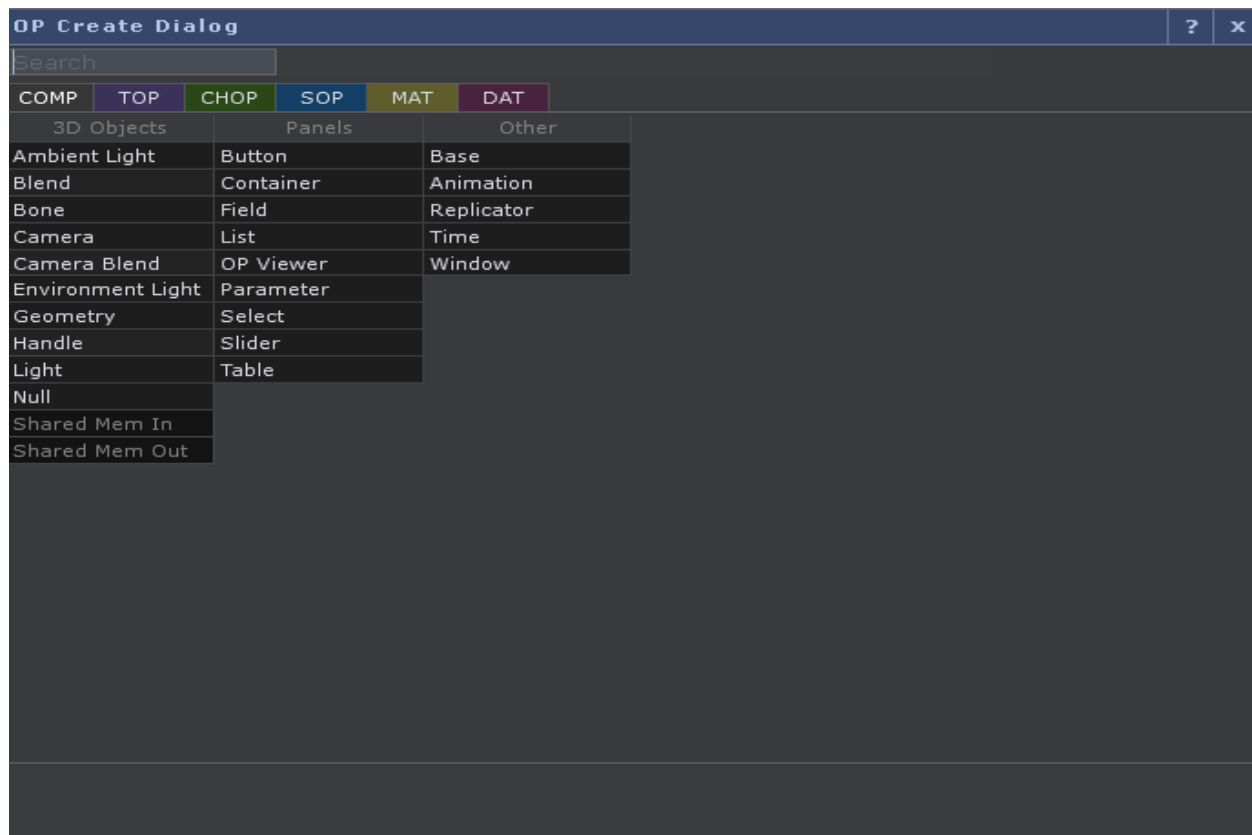 OP Create Dialog ? x
Search
COMP TOP CHOP SOP MAT DAT
3D Objects Panels Other
Ambient Light Button Base
Blend Container Animation
Bone Field Replicator
Camera List Time
Camera Blend OP Viewer Window
Environment Light Parameter
Geometry Select
Handle Slider
Light Table
Null
Shared Mem In
Shared Mem Out